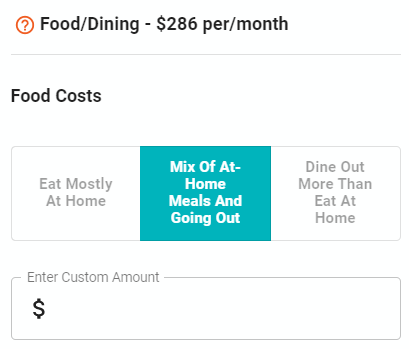 ? Food/Dining - $286 per/month
Food Costs
Eat Mostly
At Home
Mix Of At-
Home
Meals And
Going Out
Dine Out
More Than
Eat At
Home
Enter Custom Amount
$